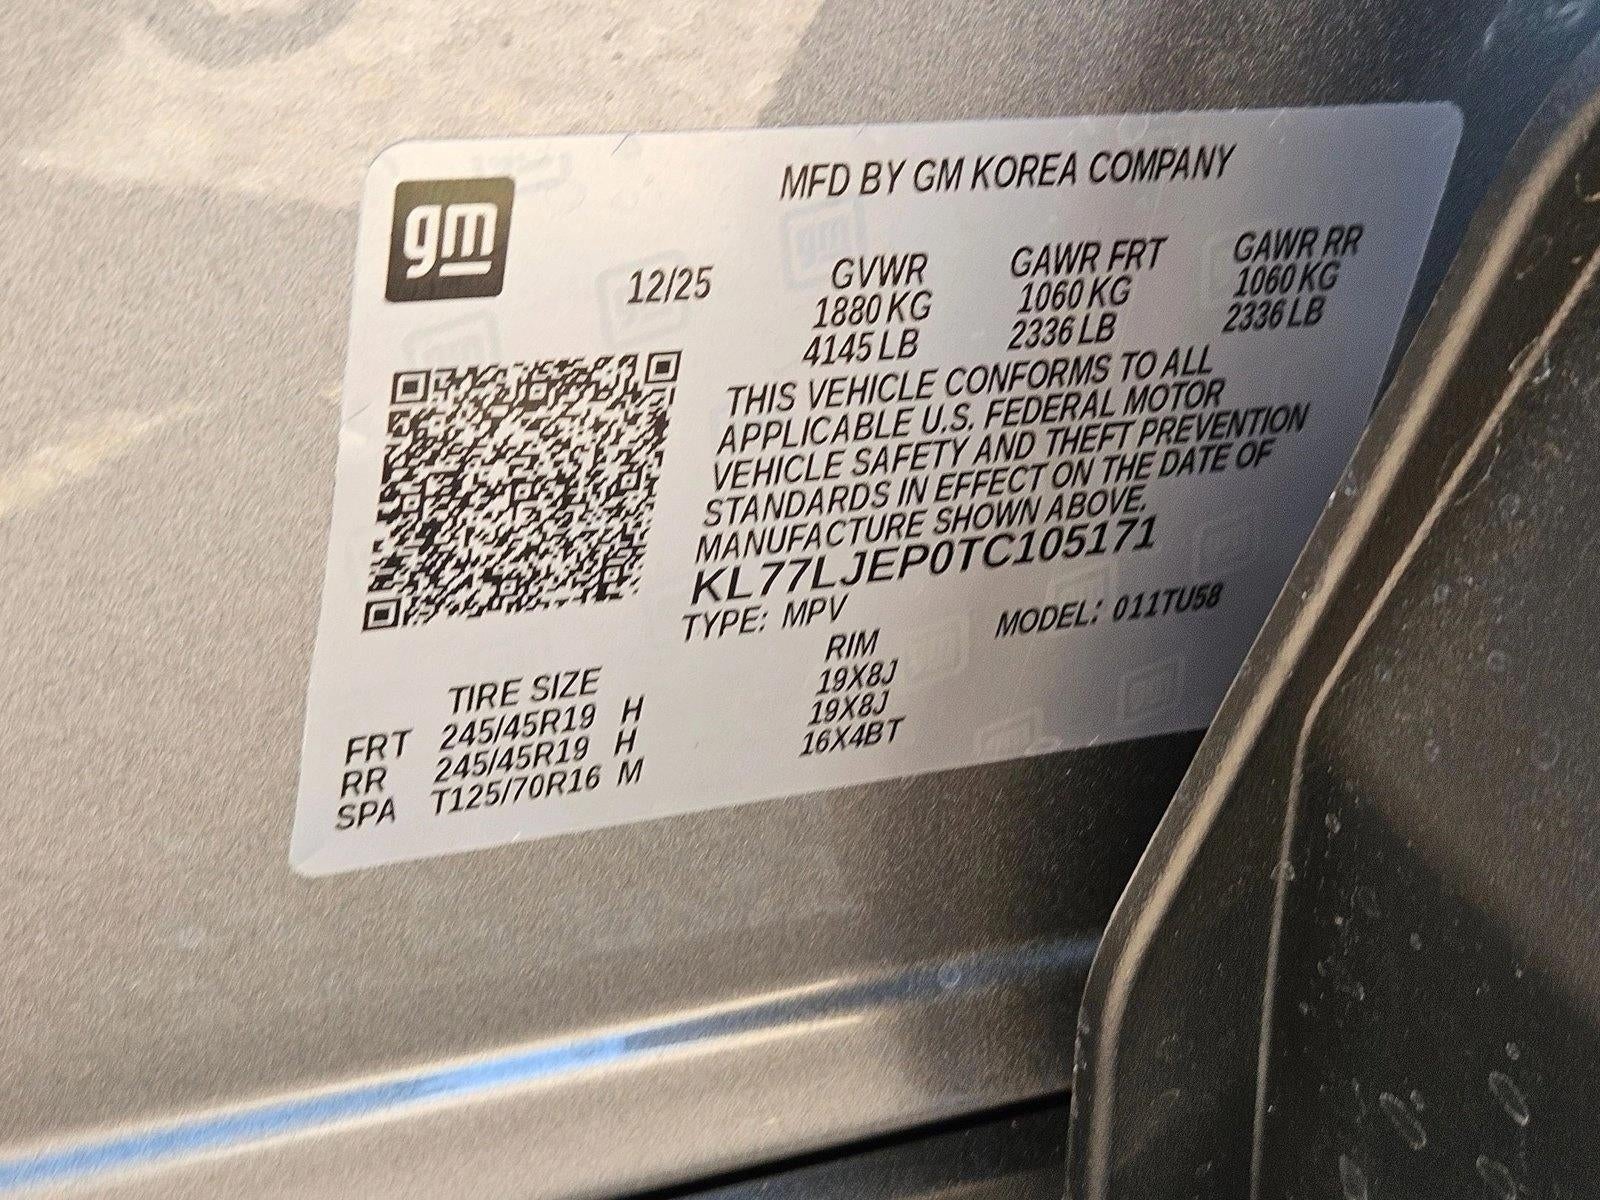 gm
MFD BY GM KOREA COMPANY
12/25
GVWR GAWR FRT GAWR RR
1880 KG 1060 KG 1060 KG
4145 LB 2336 LB 2336 LB
THIS VEHICLE CONFORMS TO ALL
APPLICABLE U.S. FEDERAL MOTOR
VEHICLE SAFETY AND THEFT PREVENTION
STANDARDS IN EFFECT ON THE DATE OF
MANUFACTURE SHOWN ABOVE.
KL77LJEP0TC105171
TYPE: MPV MODEL: 011TU58
TIRE SIZE RIM
FRT 245/45R19 H 19X8J
RR 245/45R19 H 19X8J
SPA T125/70R16 M 16X4BT